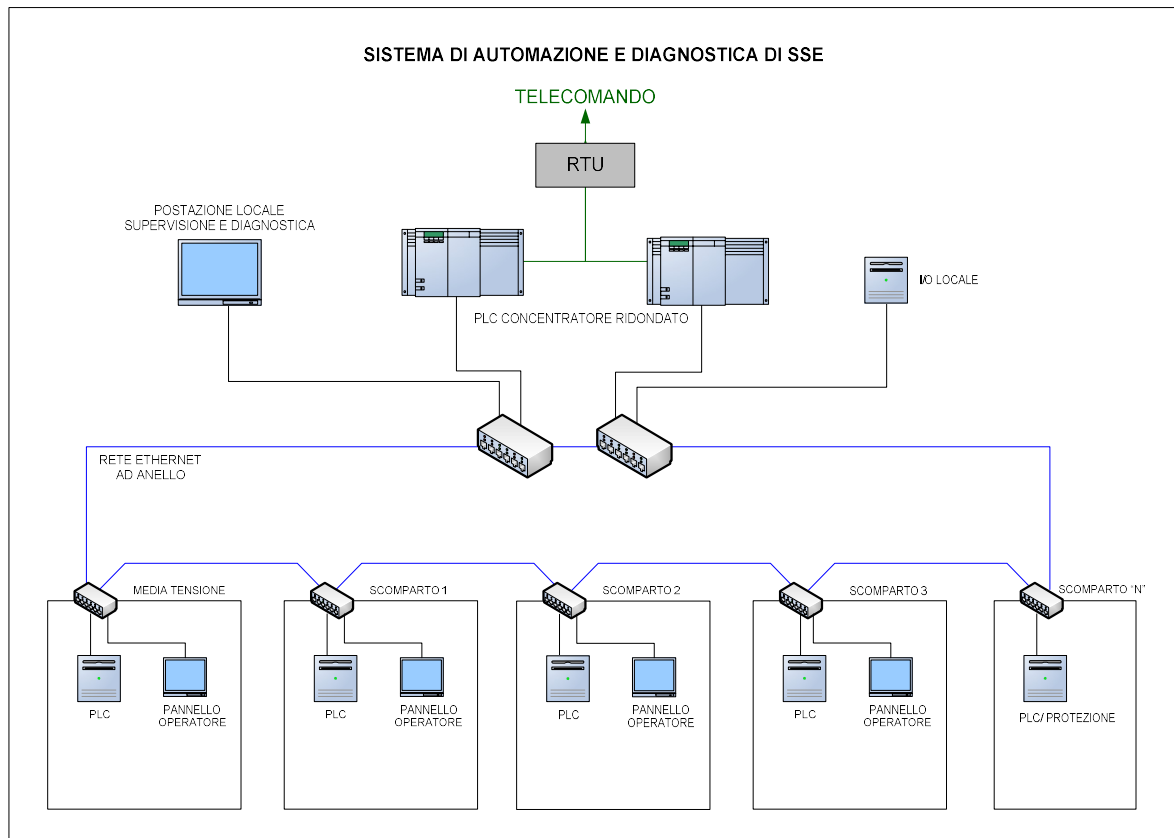 SISTEMA DI AUTOMAZIONE E DIAGNOSTICA DI SSE
TELECOMANDO
RTU
POSTAZIONE LOCALE
SUPERVISIONE E DIAGNOSTICA
I/O LOCALE
PLC CONCENTRATORE RIDONDATO
RETE ETHERNET
AD ANELLO
MEDIA TENSIONE
SCOMPARTO 1
SCOMPARTO 2
SCOMPARTO 3
SCOMPARTO "N"
PLC
PANNELLO
OPERATORE
PLC
PANNELLO
OPERATORE
PLC
PANNELLO
OPERATORE
PLC
PANNELLO
OPERATORE
PLC/ PROTEZIONE